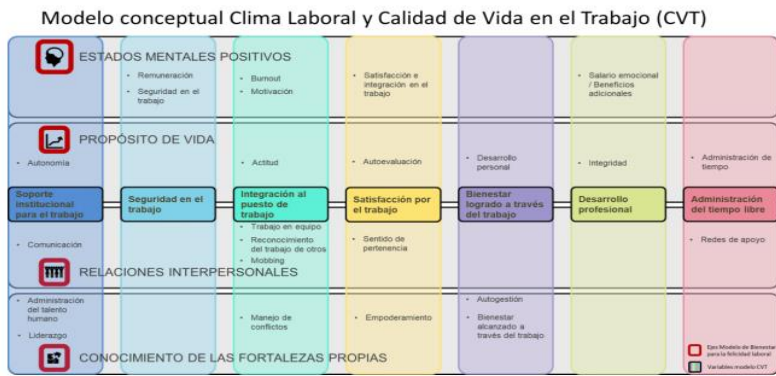 Modelo conceptual Clima Laboral y Calidad de Vida en el Trabajo (CVT)
ESTADOS MENTALES POSITIVOS
• Remuneración
• Seguridad en el
trabajo
• Burnout
• Motivación
• Satisfacción e
integración en el
trabajo
• Salario emocional
/ Beneficios
adicionales
PROPÓSITO DE VIDA
• Autonomía
• Actitud
• Autoevaluación
• Desarrollo
personal
• Integridad
• Administración de
tiempo
Soporte
institucional
para el trabajo
Seguridad en el
trabajo
Integración al
puesto de
trabajo
Satisfacción por
el trabajo
Bienestar
logrado a través
del trabajo
Desarrollo
profesional
Administración
del tiempo libre
• Comunicación
• Trabajo en equipo
• Reconocimiento
del trabajo de otros
• Mobbing
• Sentido de
pertenencia
• Redes de apoyo
RELACIONES INTERPERSONALES
• Administración
del talento
humano
• Liderazgo
• Manejo de
conflictos
• Empoderamiento
• Autogestión
• Bienestar
alcanzado a
través del trabajo
CONOCIMIENTO DE LAS FORTALEZAS PROPIAS
Ejes Modelo de Bienestar
para la felicidad laboral
Variables modelo CVT